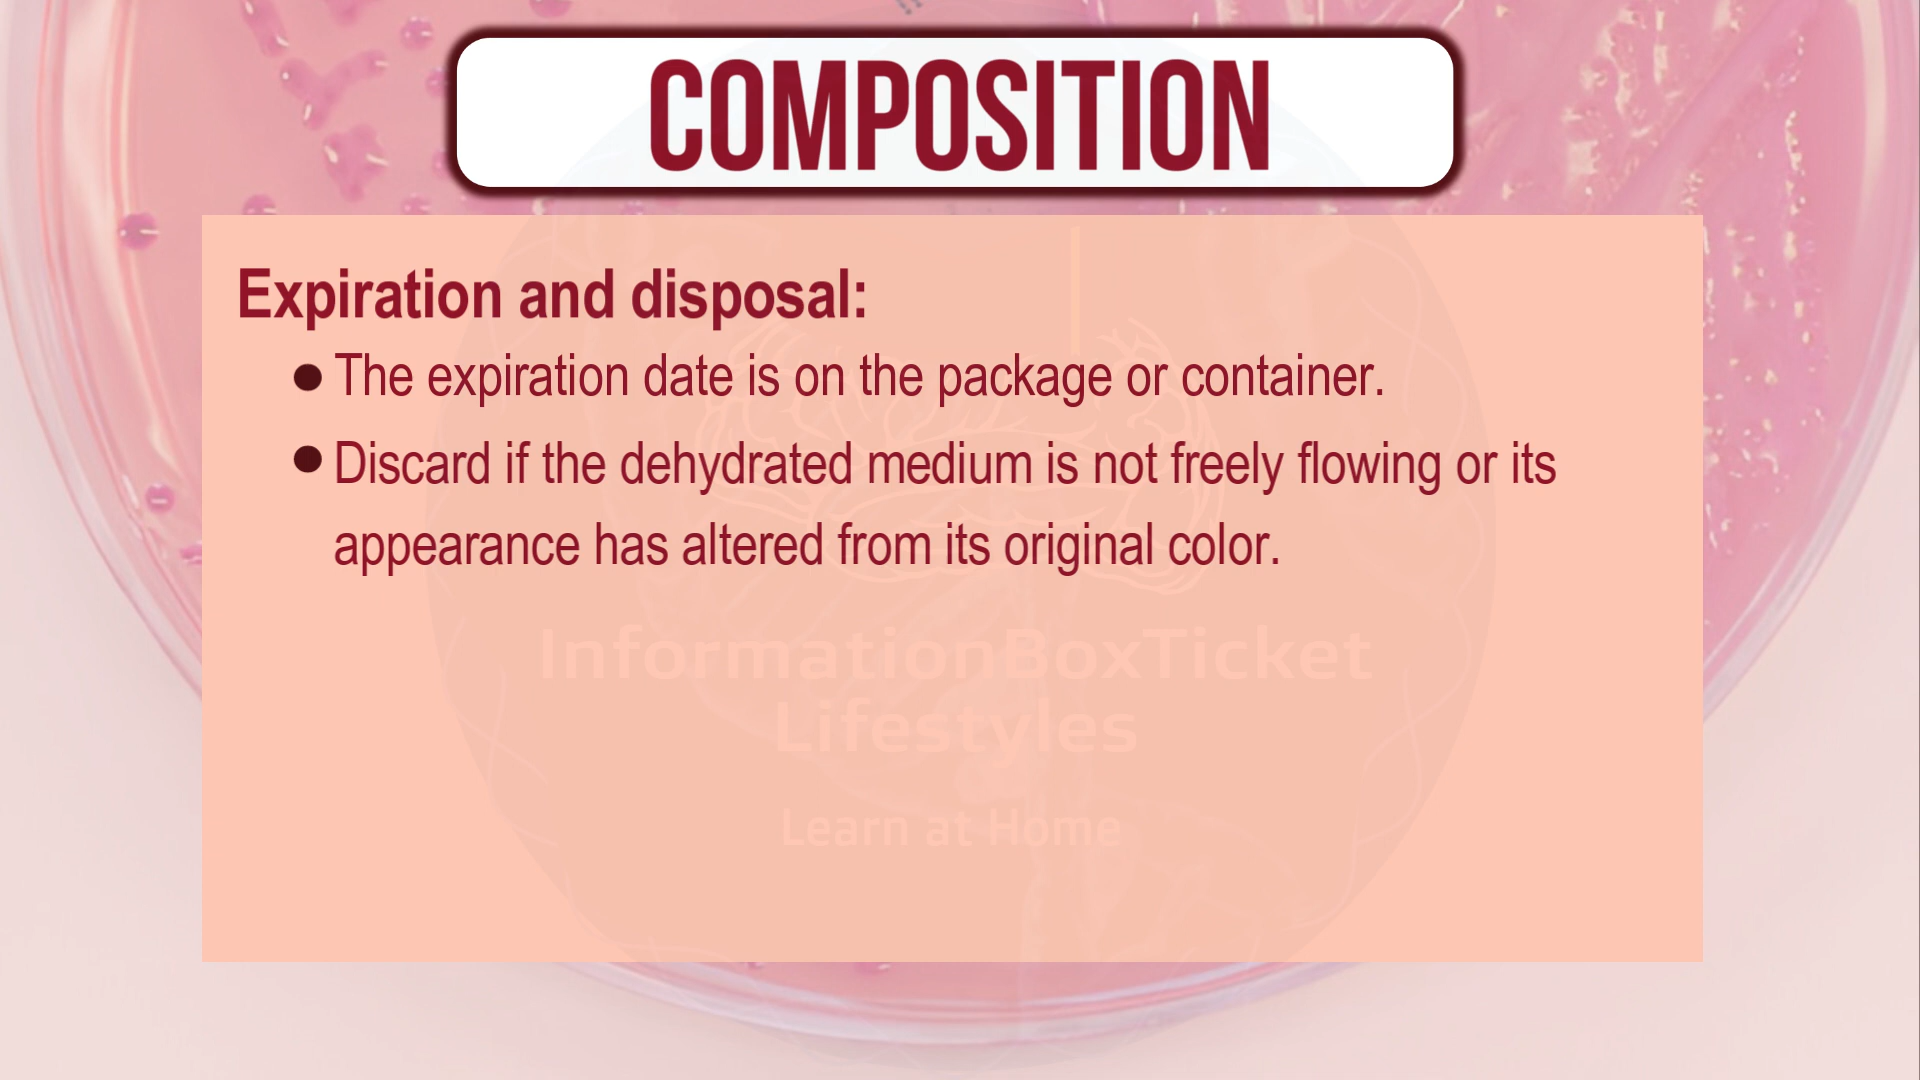 COMPOSITION
Expiration and disposal:
● The expiration date is on the package or container.
● Discard if the dehydrated medium is not freely flowing or its
appearance has altered from its original color.
InformationBoxTicket
Lifestyles
Learn at Home